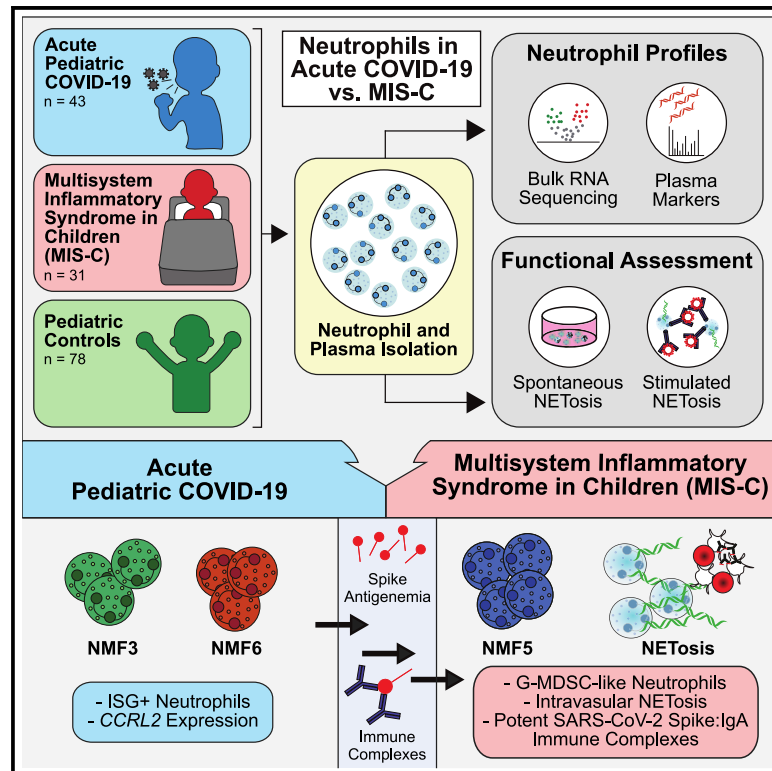 Acute
Pediatric
COVID-19
n = 43
Multisystem
Inflammatory
Syndrome in
Children
(MIS-C)
n = 31
Pediatric
Controls
n = 78
Neutrophils in
Acute COVID-19
vs. MIS-C
Neutrophil and
Plasma Isolation
Neutrophil Profiles
Bulk RNA
Sequencing
Plasma
Markers
Functional Assessment
Spontaneous
NETosis
Stimulated
NETosis
Acute
Pediatric COVID-19
Multisystem Inflammatory
Syndrome in Children (MIS-C)
NMF3
NMF6
- ISG+ Neutrophils
- CCRL2 Expression
Spike
Antigenemia
Immune
Complexes
NMF5
NETosis
- G-MDSC-like Neutrophils
- Intravasular NETosis
- Potent SARS-CoV-2 Spike:IgA
Immune Complexes